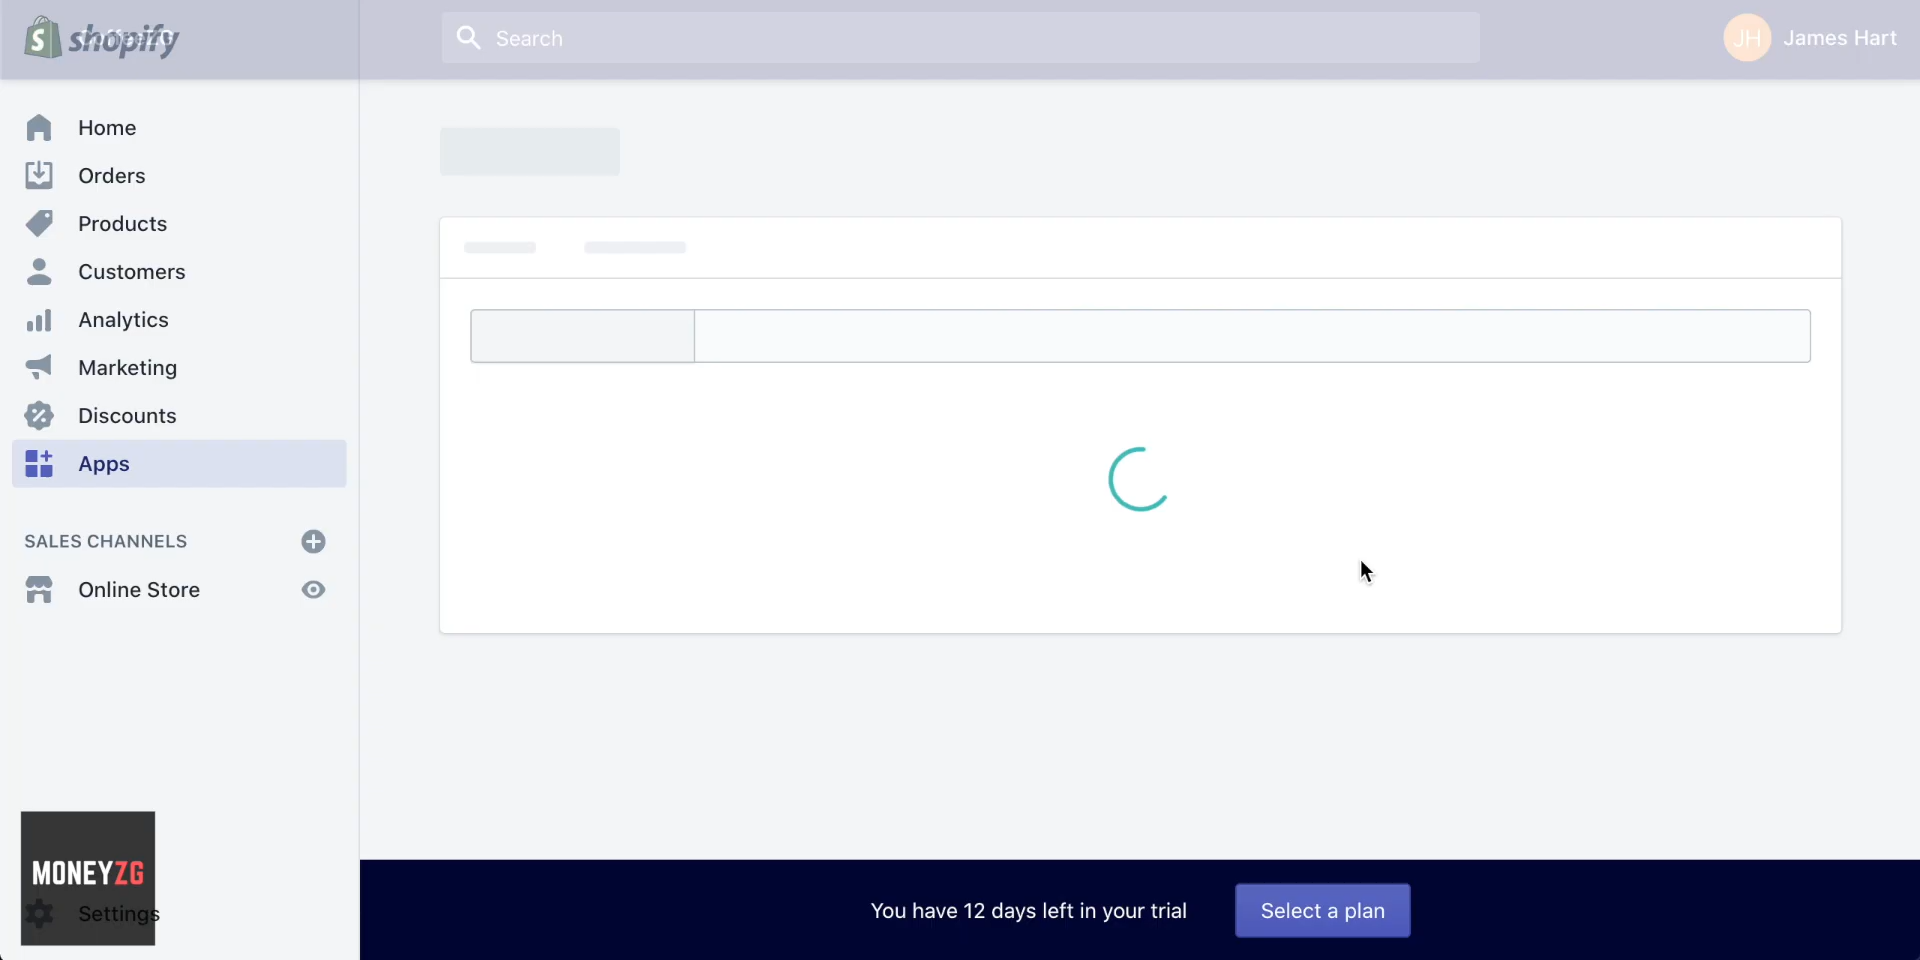 shopify
Search
JH
James Hart
Home
Orders
Products
Customers
Analytics
Marketing
Discounts
Apps
SALES CHANNELS
Online Store
MONEYZG
Settings
You have 12 days left in your trial
Select a plan